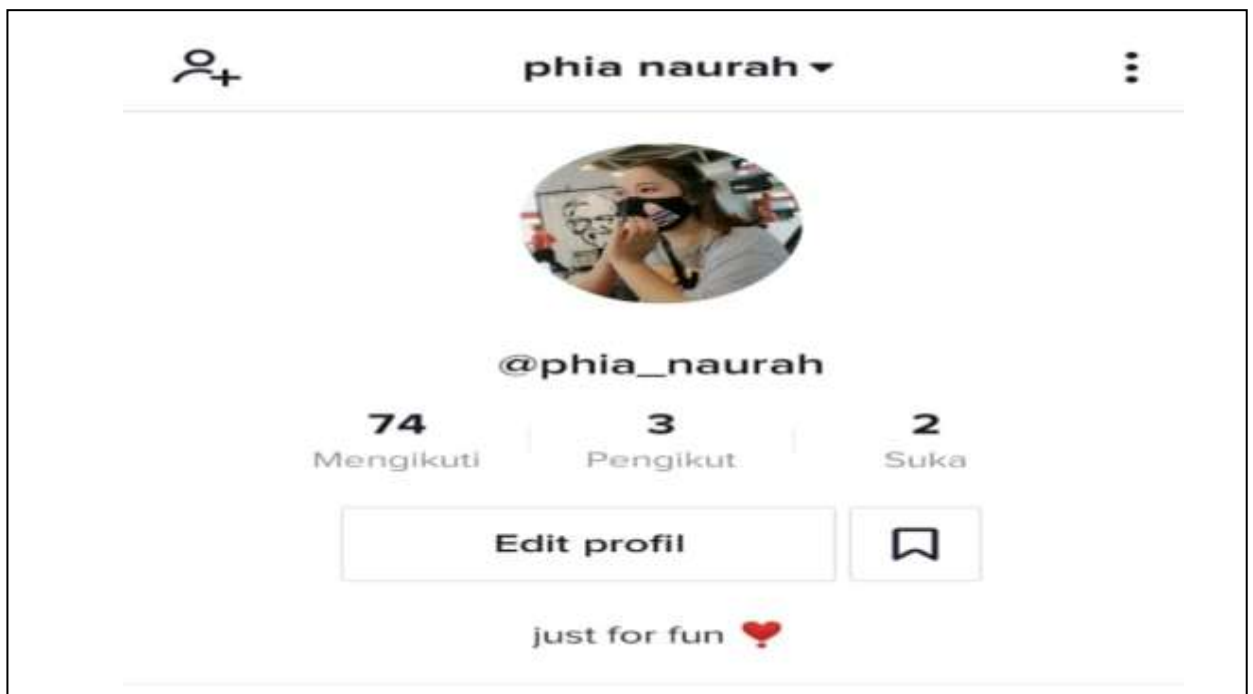 phia naurah
@phia_naurah
74 3 2
Mengikuti Pengikut Suka
Edit profil
just for fun ❣️